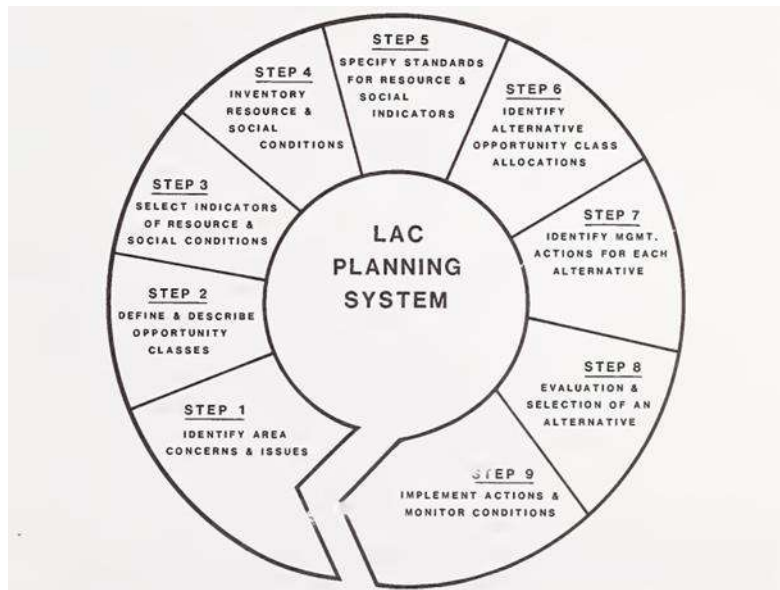 LAC
PLANNING
SYSTEM
STEP 1
IDENTIFY AREA
CONCERNS & ISSUES
STEP 2
DEFINE & DESCRIBE
OPPORTUNITY
CLASSES
STEP 3
SELECT INDICATORS
OF RESOURCE &
SOCIAL CONDITIONS
STEP 4
INVENTORY
RESOURCE &
SOCIAL
CONDITIONS
STEP 5
SPECIFY STANDARDS
FOR RESOURCE &
SOCIAL
INDICATORS
STEP 6
IDENTIFY
ALTERNATIVE
OPPORTUNITY CLASS
ALLOCATIONS
STEP 7
IDENTIFY MGMT.
ACTIONS FOR EACH
ALTERNATIVE
STEP 8
EVALUATION &
SELECTION OF AN
ALTERNATIVE
STEP 9
IMPLEMENT ACTIONS &
MONITOR CONDITIONS